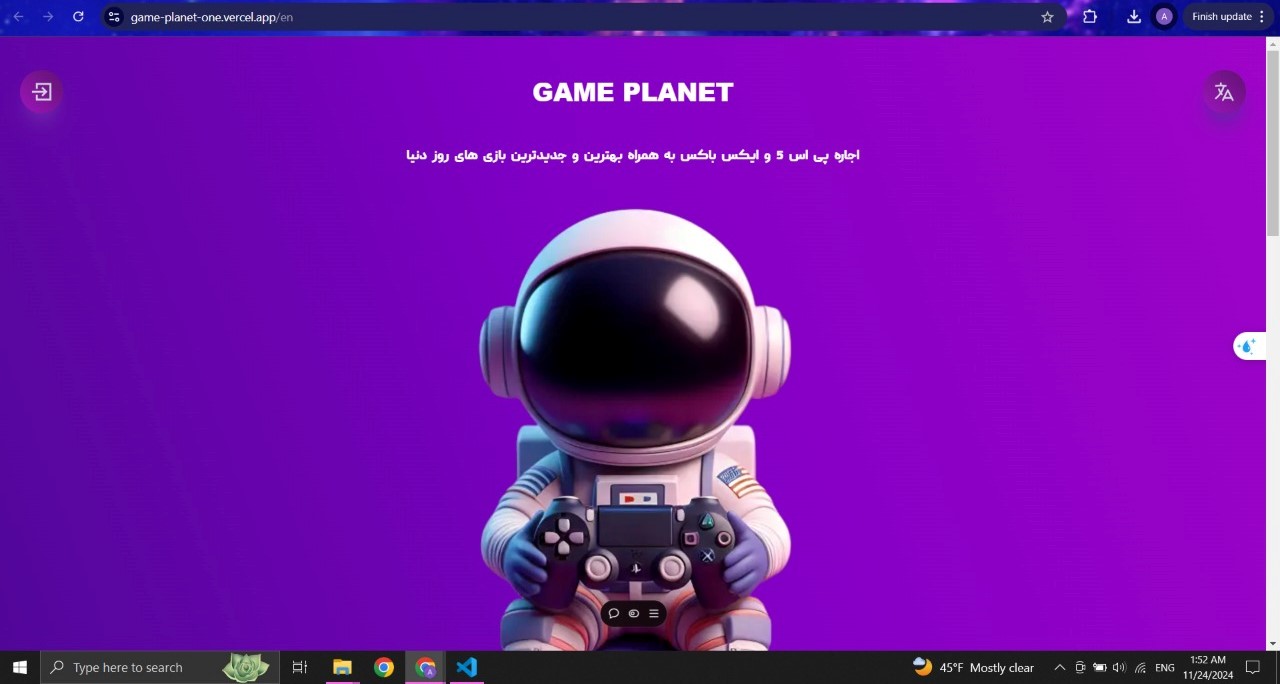 game-planet-one.vercel.app/en
A
Finish update
GAME PLANET
اجاره پی اس 5 و ایکس باکس به همراه بهترین و جدیدترین بازی های روز دنیا
Type here to search
A
45°F Mostly clear
ENG
1:52 AM
11/24/2024